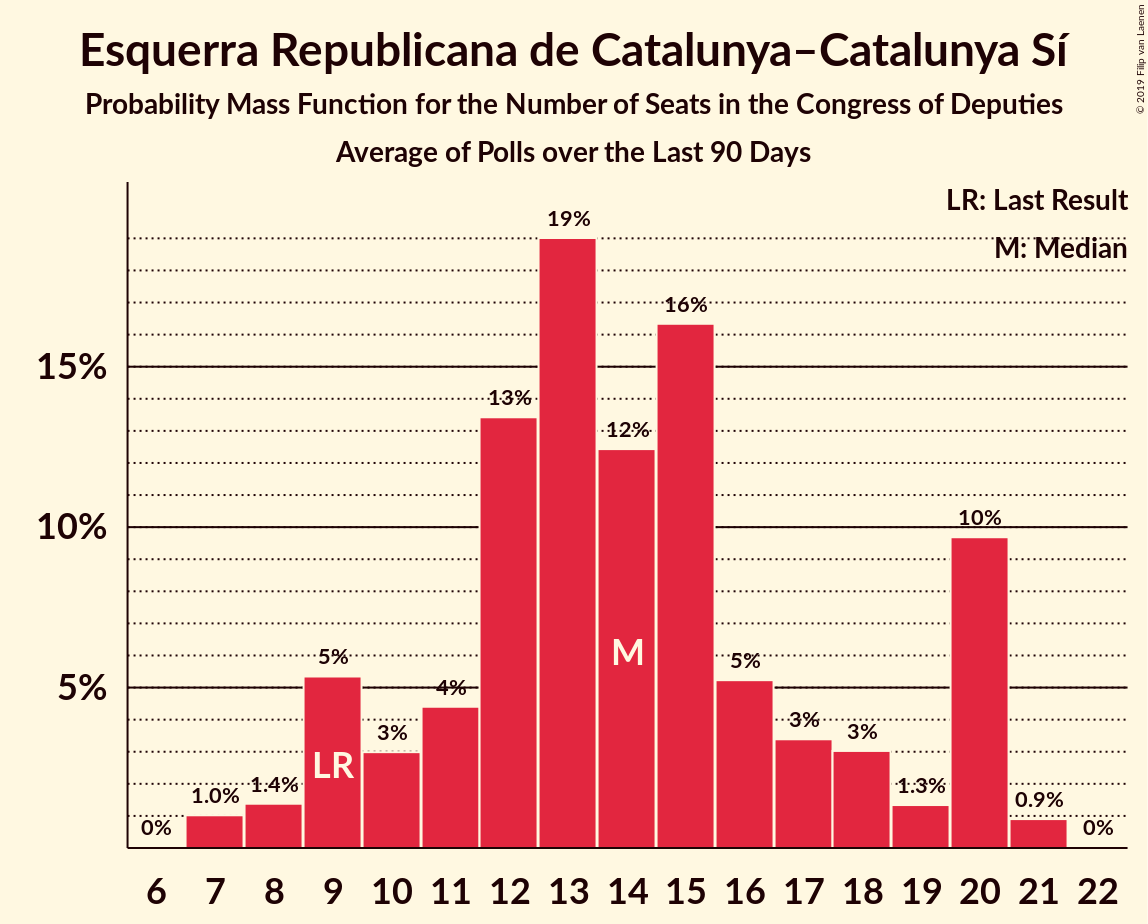 Esquerra Republicana de Catalunya–Catalunya Sí
Probability Mass Function for the Number of Seats in the Congress of Deputies
Average of Polls over the Last 90 Days
© 2019 Filip van Laenen
LR: Last Result
M: Median
15%
10%
5%
0%
1.0%
1.4%
5%
3%
4%
13%
19%
12%
16%
5%
3%
3%
1.3%
10%
0.9%
0%
LR
M
6 7 8 9 10 11 12 13 14 15 16 17 18 19 20 21 22